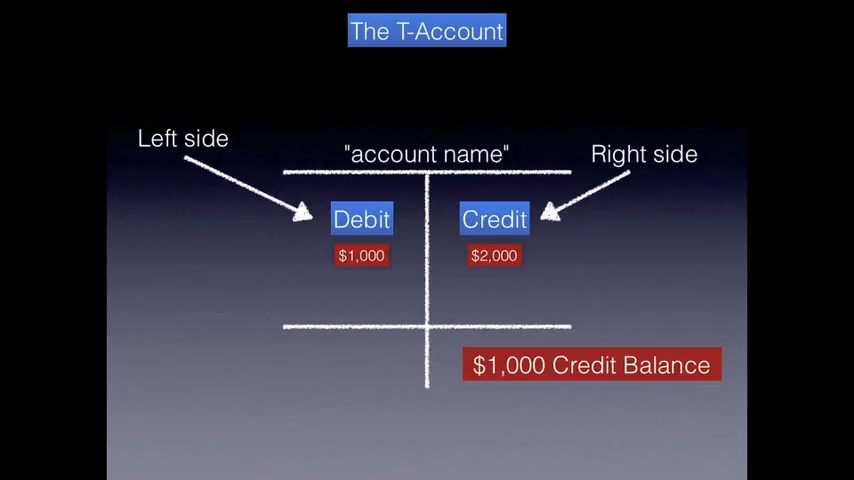 The T-Account
Left side
"account name"
Right side
Debit
Credit
$1,000
$2,000
$1,000 Credit Balance